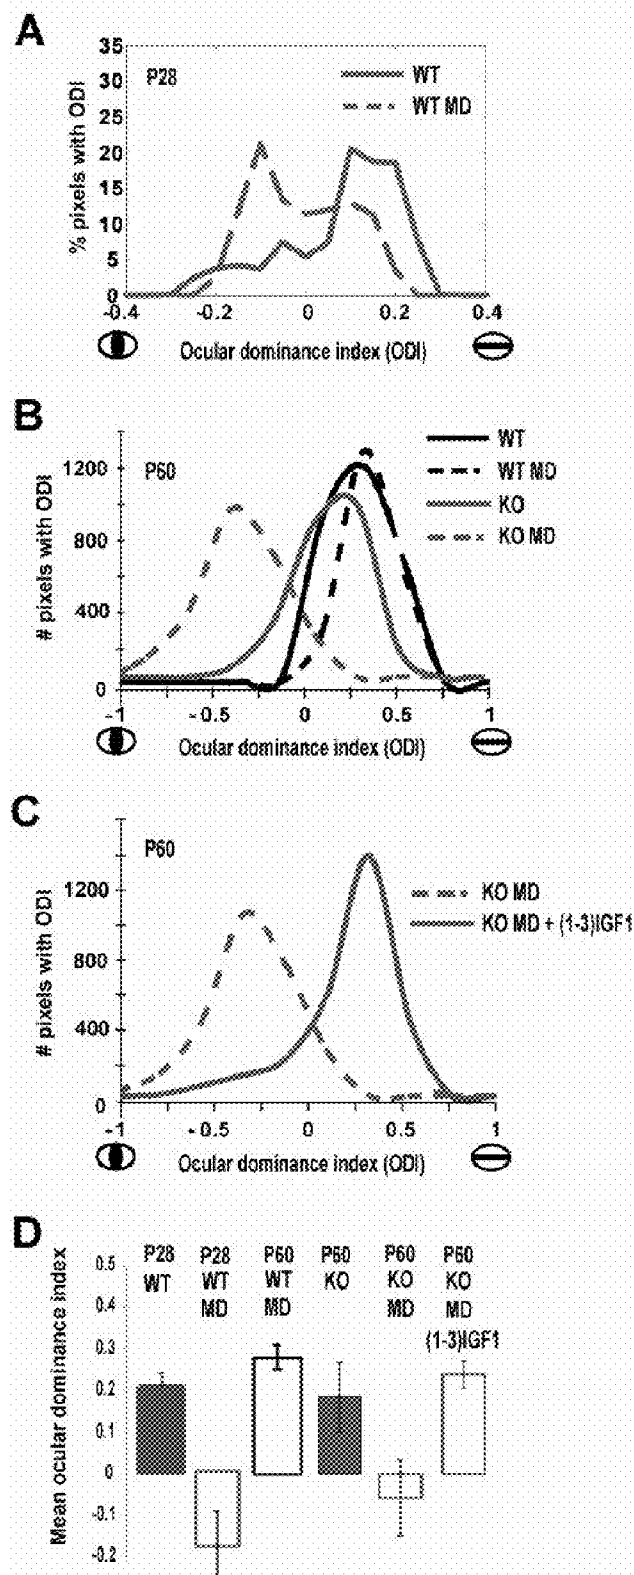 A
% pixels with ODI
35
30
25
20
15
10
5
0
P28
WT
WT MD
-0.4 -0.2 0 0.2 0.4
Ocular dominance index (ODI)
B
# pixels with ODI
1200
800
400
0
P60
WT
WT MD
KO
KO MD
-1 -0.5 0 0.5 1
Ocular dominance index (ODI)
C
# pixels with ODI
1200
800
400
0
P60
KO MD
KO MD + (1-3)IGF1
-1 -0.5 0 0.5 1
Ocular dominance index (ODI)
D
Mean ocular dominance index
0.5
0.4
0.3
0.2
0.1
0
-0.1
-0.2
P28
WT
P28
WT
MD
P60
WT
MD
P60
KO
P60
KO
MD
P60
KO
MD
(1-3)IGF1